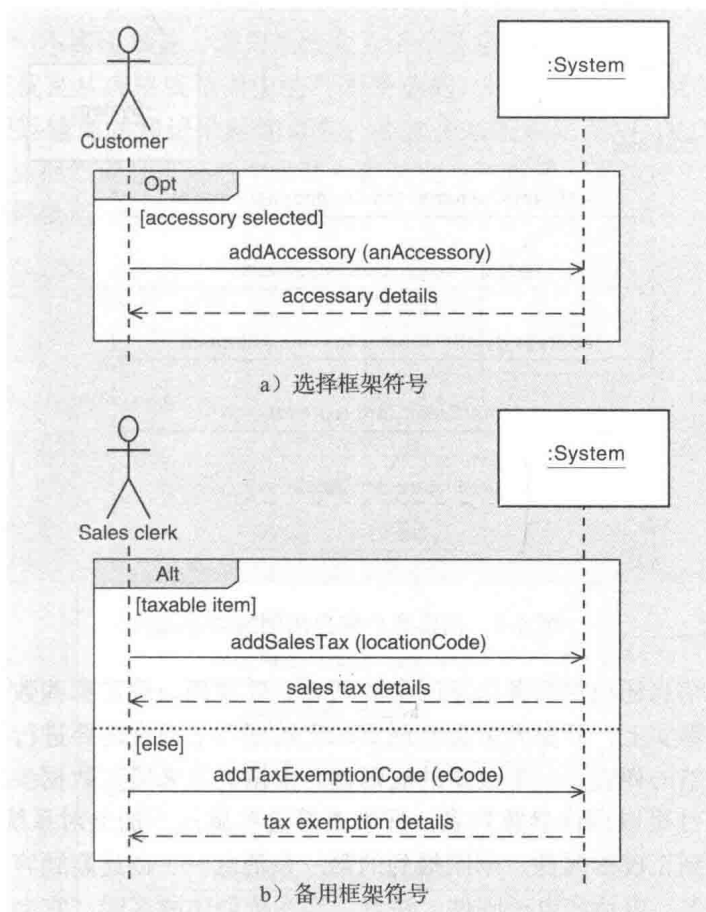 :System
Customer
Opt
[accessory selected]
addAccessory (anAccessory)
accessary details
a）选择框架符号
:System
Sales clerk
Alt
[taxable item]
addSalesTax (locationCode)
sales tax details
[else]
addTaxExemptionCode (eCode)
tax exemption details
b）备用框架符号